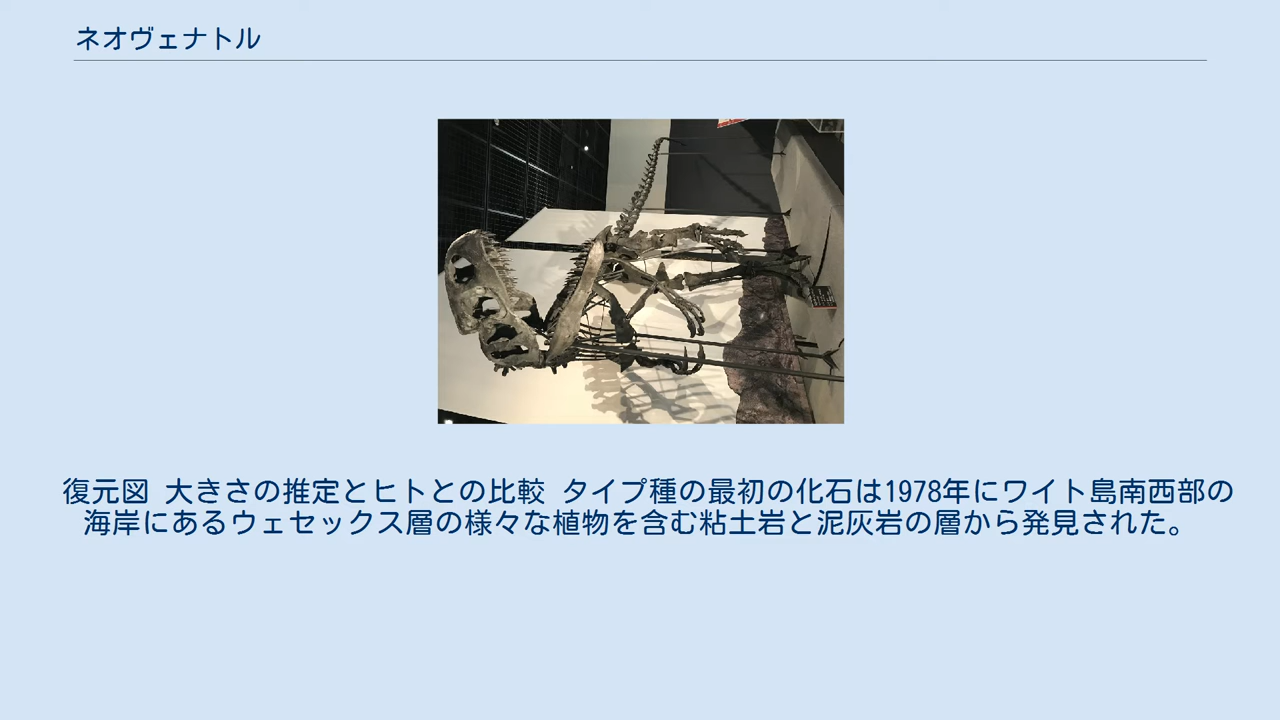 ネオヴェナトル
復元図 大きさの推定とヒトとの比較 タイプ種の最初の化石は1978年にワイト島南西部の
海岸にあるウェセックス層の様々な植物を含む粘土岩と泥灰岩の層から発見された。